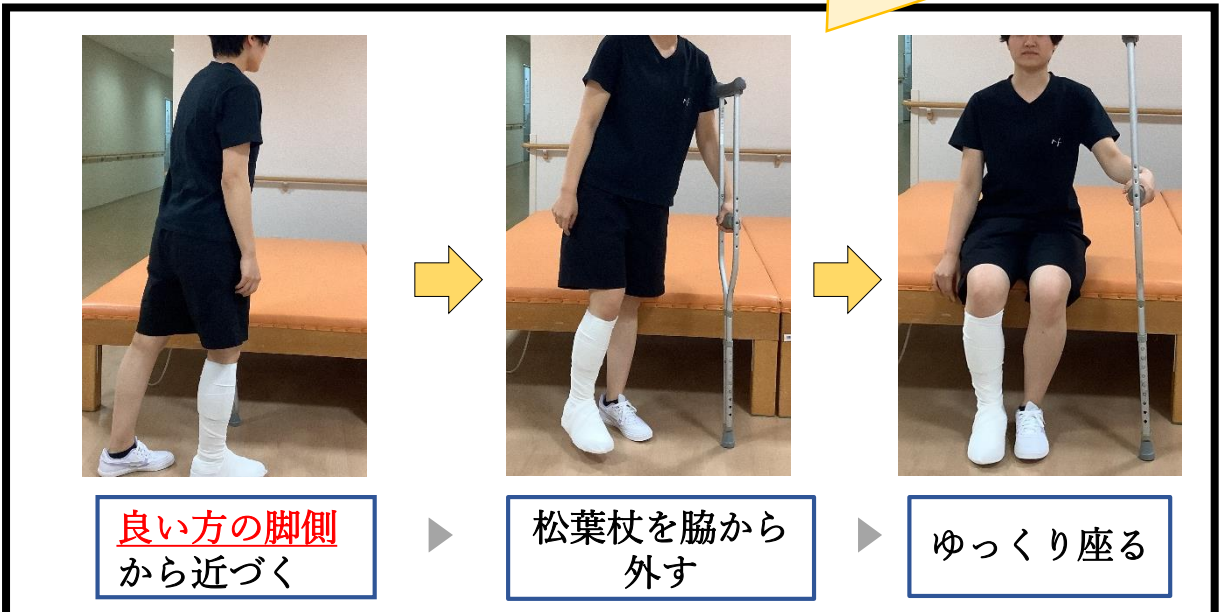 良い方の脚側
から近づく
松葉杖を脇から
外す
ゆっくり座る